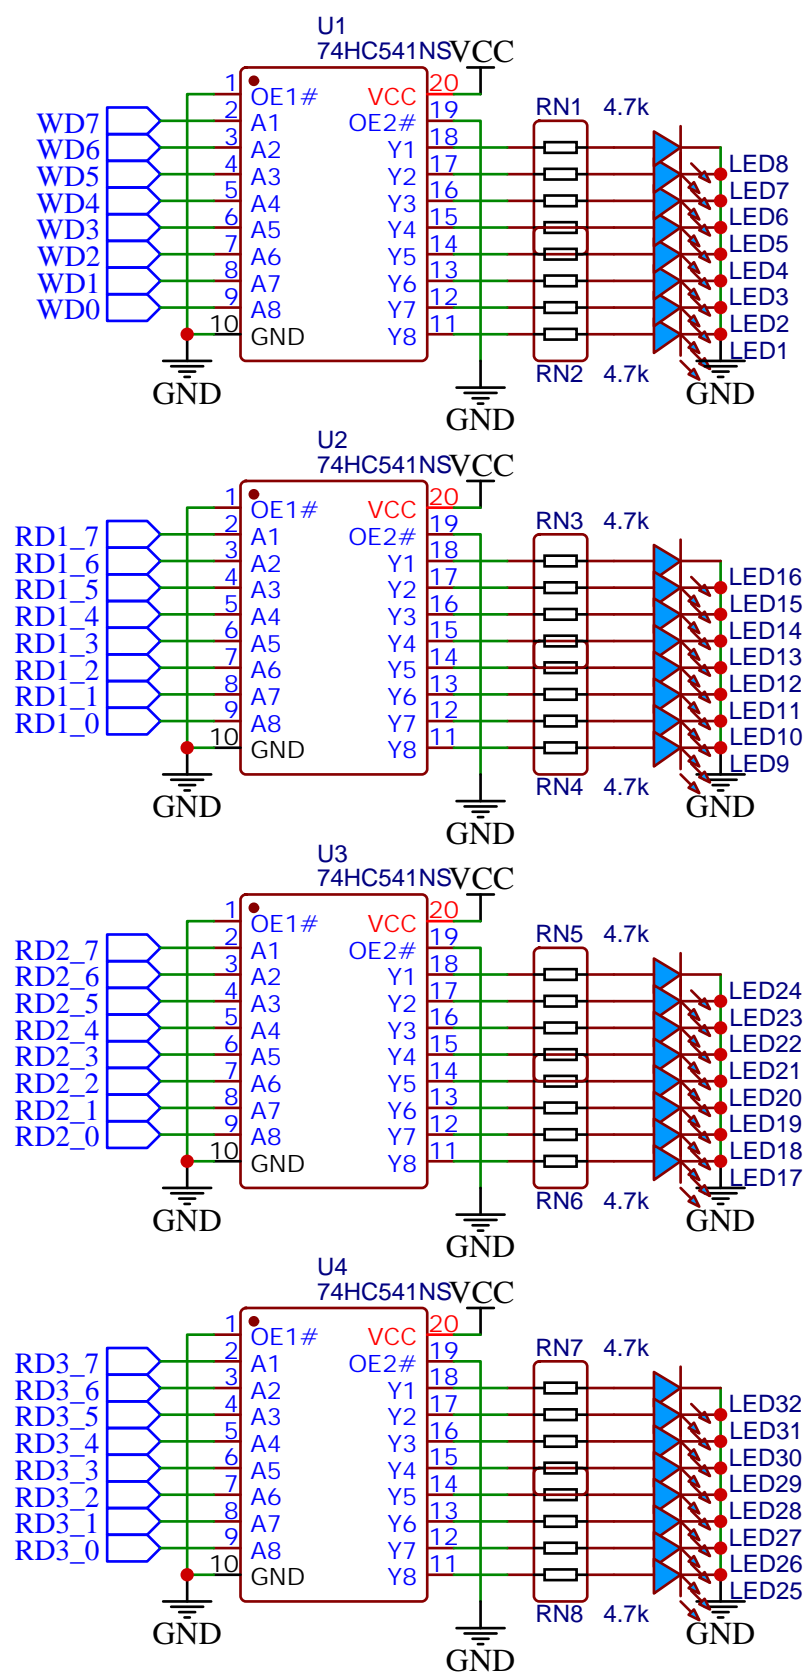 U1
74HC541NS VCC
1 OE1# VCC 20
WD7 2 A1 OE2# 19 RN1 4.7k
WD6 3 A2 Y1 18 LED8
WD5 4 A3 Y2 17 LED7
WD4 5 A4 Y3 16 LED6
WD3 6 A5 Y4 15 LED5
WD2 7 A6 Y5 14 LED4
WD1 8 A7 Y6 13 LED3
WD0 9 A8 Y7 12 LED2
10 GND Y8 11 LED1
RN2 4.7k
GND GND GND
U2
74HC541NS VCC
1 OE1# VCC 20
RD1_7 2 A1 OE2# 19 RN3 4.7k
RD1_6 3 A2 Y1 18 LED16
RD1_5 4 A3 Y2 17 LED15
RD1_4 5 A4 Y3 16 LED14
RD1_3 6 A5 Y4 15 LED13
RD1_2 7 A6 Y5 14 LED12
RD1_1 8 A7 Y6 13 LED11
RD1_0 9 A8 Y7 12 LED10
10 GND Y8 11 LED9
RN4 4.7k
GND GND GND
U3
74HC541NS VCC
1 OE1# VCC 20
RD2_7 2 A1 OE2# 19 RN5 4.7k
RD2_6 3 A2 Y1 18 LED24
RD2_5 4 A3 Y2 17 LED23
RD2_4 5 A4 Y3 16 LED22
RD2_3 6 A5 Y4 15 LED21
RD2_2 7 A6 Y5 14 LED20
RD2_1 8 A7 Y6 13 LED19
RD2_0 9 A8 Y7 12 LED18
10 GND Y8 11 LED17
RN6 4.7k
GND GND GND
U4
74HC541NS VCC
1 OE1# VCC 20
RD3_7 2 A1 OE2# 19 RN7 4.7k
RD3_6 3 A2 Y1 18 LED32
RD3_5 4 A3 Y2 17 LED31
RD3_4 5 A4 Y3 16 LED30
RD3_3 6 A5 Y4 15 LED29
RD3_2 7 A6 Y5 14 LED28
RD3_1 8 A7 Y6 13 LED27
RD3_0 9 A8 Y7 12 LED26
10 GND Y8 11 LED25
RN8 4.7k
GND GND GND